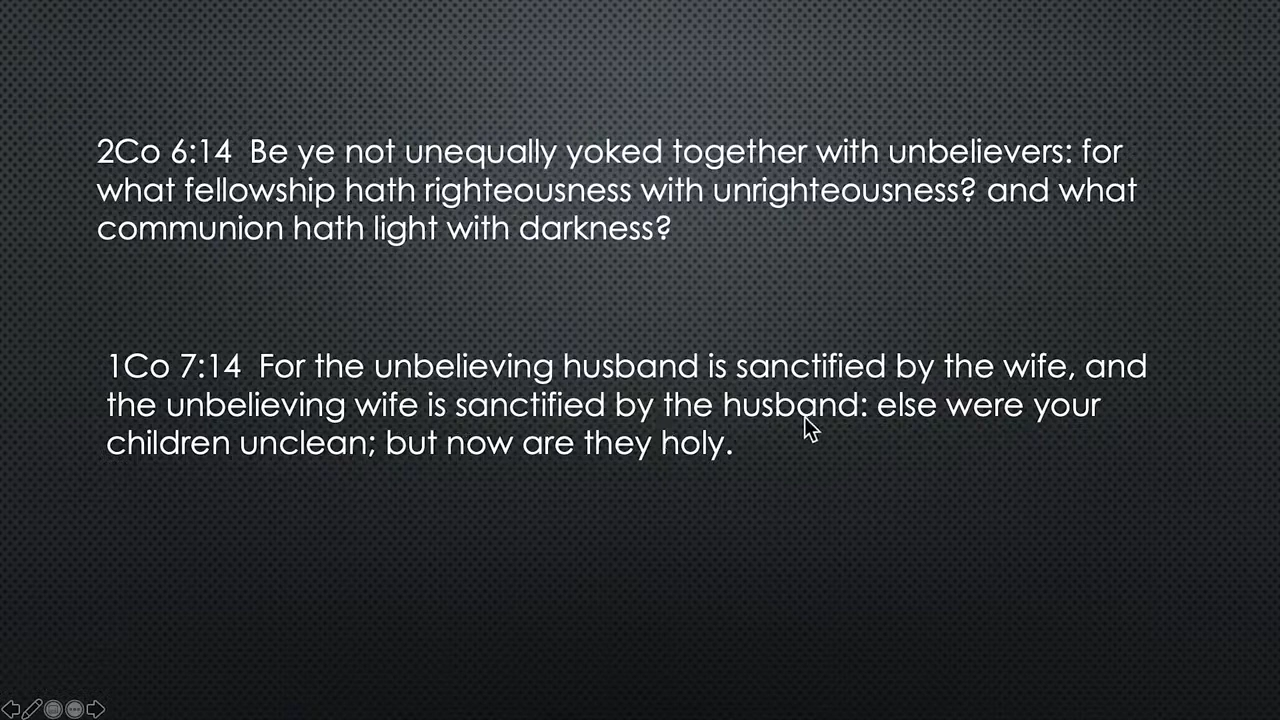 2Co 6:14  Be ye not unequally yoked together with unbelievers: for
what fellowship hath righteousness with unrighteousness? and what
communion hath light with darkness?
1Co 7:14  For the unbelieving husband is sanctified by the wife, and
the unbelieving wife is sanctified by the husband: else were your
children unclean; but now are they holy.